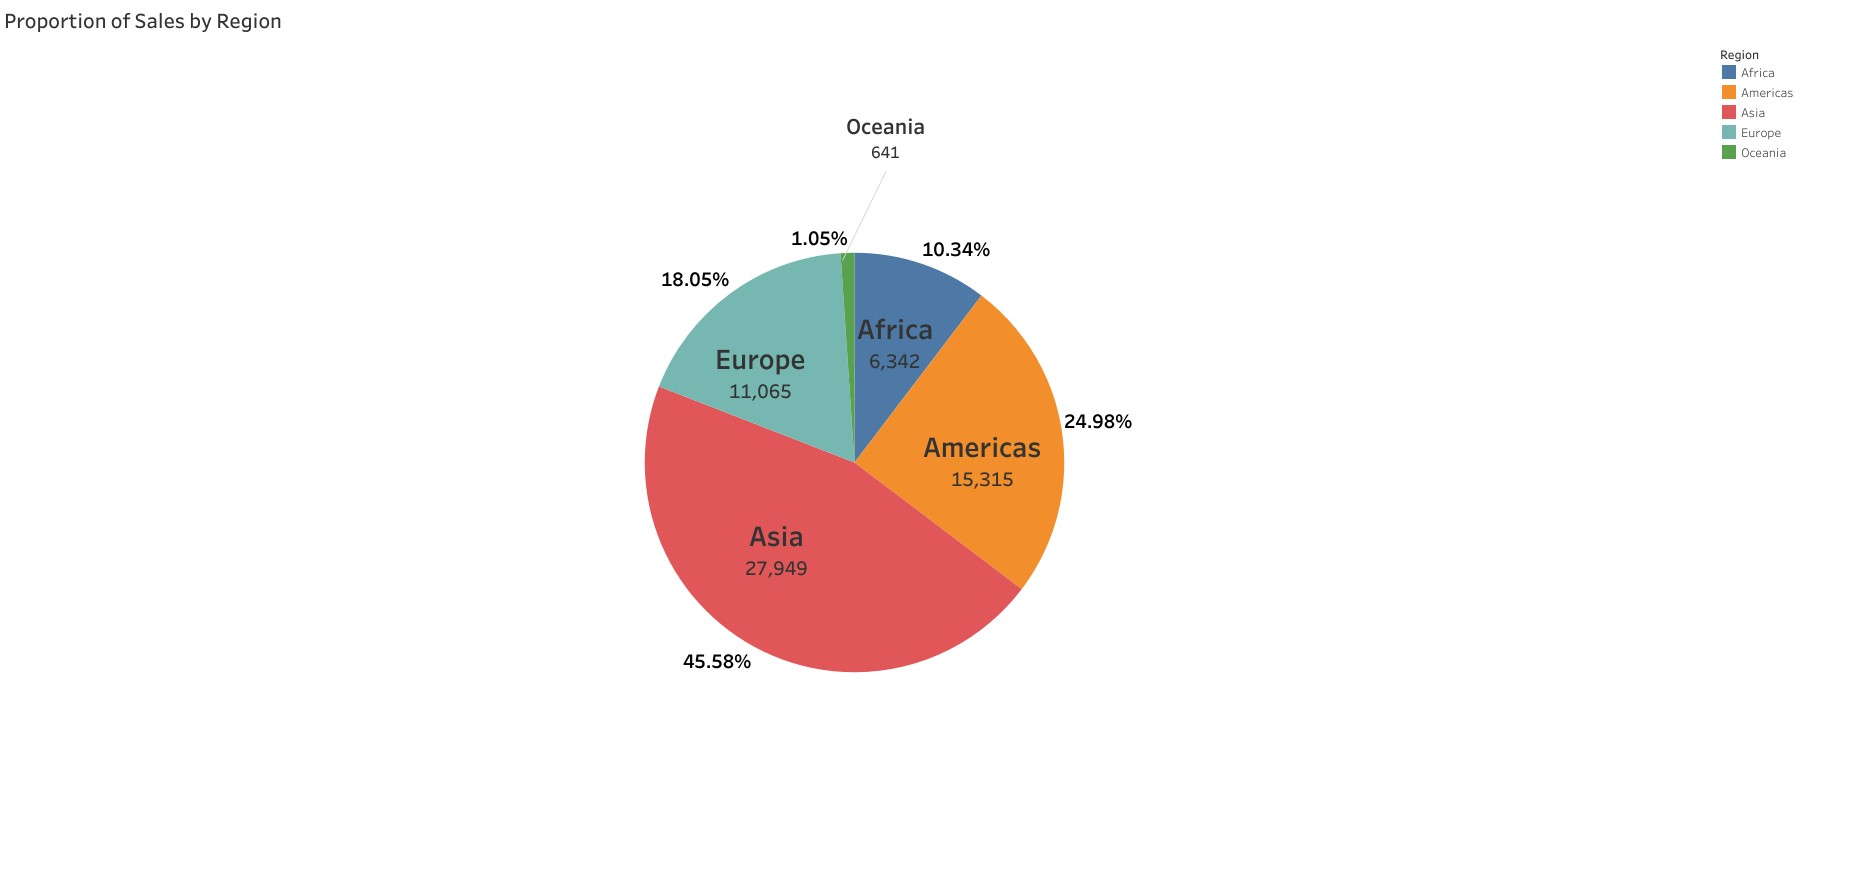 Proportion of Sales by Region
Region
Africa
Americas
Asia
Europe
Oceania
Oceania
641
1.05%
10.34%
18.05%
Africa
6,342
Europe
11,065
24.98%
Americas
15,315
Asia
27,949
45.58%